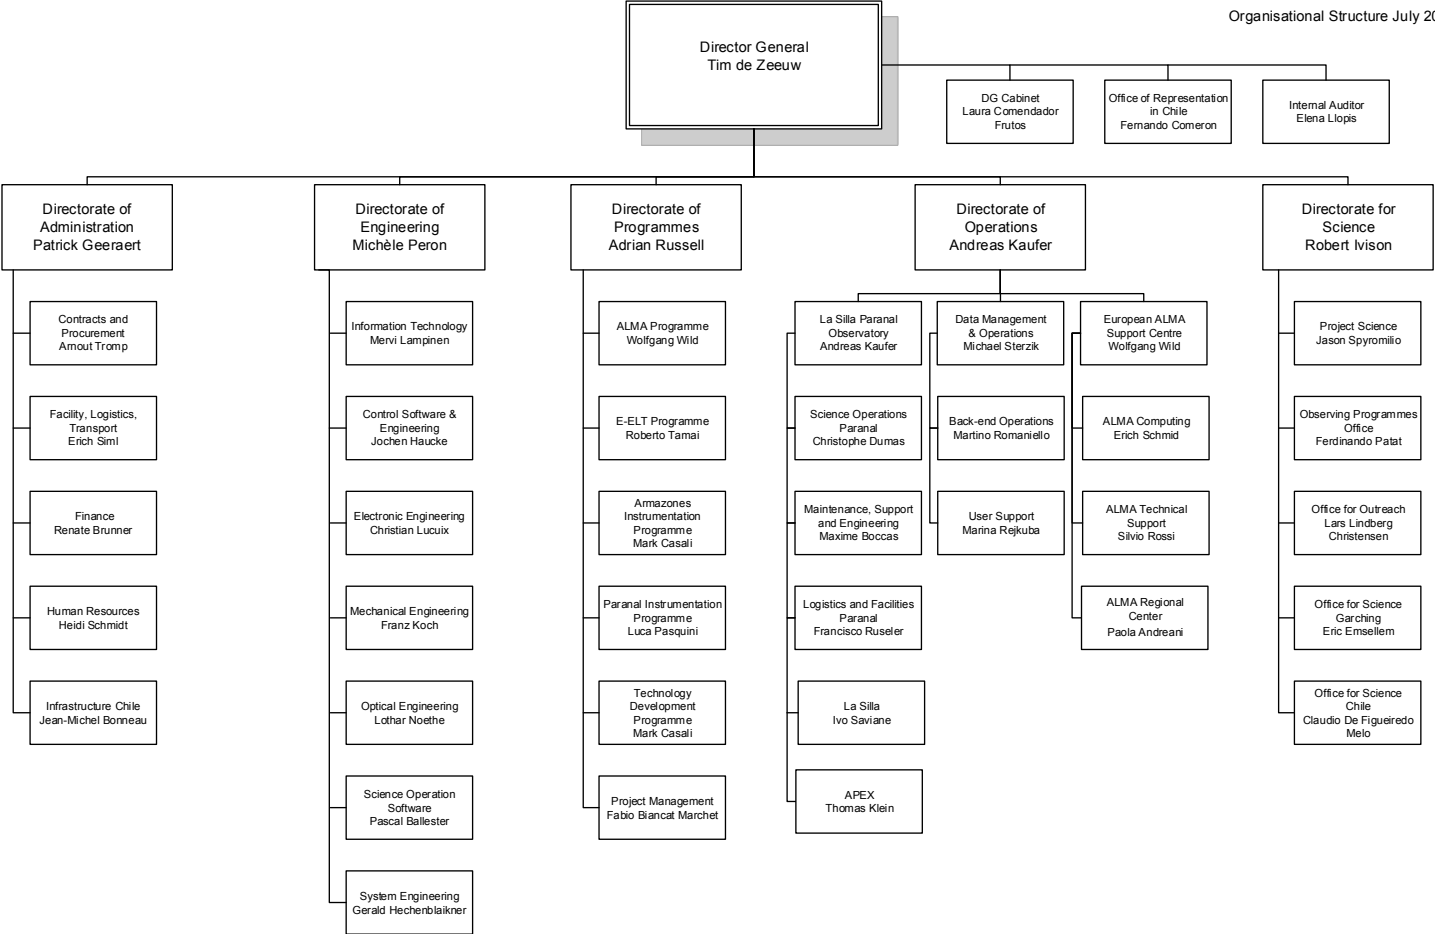 Organisational Structure July 20
Director General
Tim de Zeeuw
DG Cabinet
Laura Comendador
Frutos
Office of Representation
in Chile
Fernando Comeron
Internal Auditor
Elena Llopis
Directorate of
Administration
Patrick Geeraert
Directorate of
Engineering
Michèle Peron
Directorate of
Programmes
Adrian Russell
Directorate of
Operations
Andreas Kaufer
Directorate for
Science
Robert Ivison
Contracts and
Procurement
Arnout Tromp
Facility, Logistics,
Transport
Erich Siml
Finance
Renate Brunner
Human Resources
Heidi Schmidt
Infrastructure Chile
Jean-Michel Bonneau
Information Technology
Mervi Lampinen
Control Software &
Engineering
Jochen Haucke
Electronic Engineering
Christian Lucuix
Mechanical Engineering
Franz Koch
Optical Engineering
Lothar Noethe
Science Operation
Software
Pascal Ballester
System Engineering
Gerald Hechenblaikner
ALMA Programme
Wolfgang Wild
E-ELT Programme
Roberto Tamai
Armazones
Instrumentation
Programme
Mark Casali
Paranal Instrumentation
Programme
Luca Pasquini
Technology
Development
Programme
Mark Casali
Project Management
Fabio Biancat Marchet
La Silla Paranal
Observatory
Andreas Kaufer
Science Operations
Paranal
Christophe Dumas
Maintenance, Support
and Engineering
Maxime Boccas
Logistics and Facilities
Paranal
Francisco Ruseler
La Silla
Ivo Saviane
APEX
Thomas Klein
Data Management
& Operations
Michael Sterzik
Back-end Operations
Martino Romaniello
User Support
Marina Rejkuba
European ALMA
Support Centre
Wolfgang Wild
ALMA Computing
Erich Schmid
ALMA Technical
Support
Silvio Rossi
ALMA Regional
Center
Paola Andreani
Project Science
Jason Spyromilio
Observing Programmes
Office
Ferdinando Patat
Office for Outreach
Lars Lindberg
Christensen
Office for Science
Garching
Eric Emsellem
Office for Science
Chile
Claudio De Figueiredo
Melo